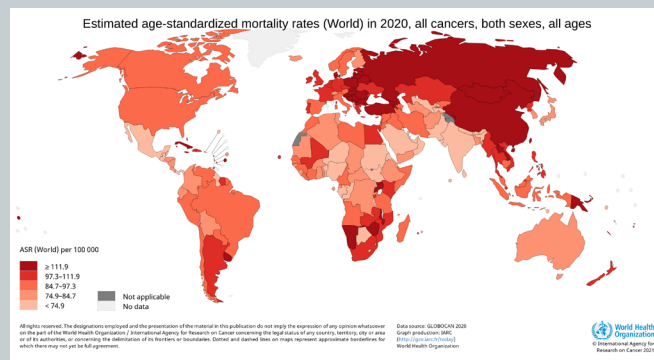 Estimated age-standardized mortality rates (World) in 2020, all cancers, both sexes, all ages
ASR (World) per 100 000
≥ 111.9
97.3–111.9
84.7–97.3
74.9–84.7
< 74.9
Not applicable
No data
All rights reserved. The designations employed and the presentation of the material in this publication do not imply the expression of any opinion whatsoever
on the part of the World Health Organization / International Agency for Research on Cancer concerning the legal status of any country, territory, city or area
or of its authorities, or concerning the delimitation of its frontiers or boundaries. Dotted and dashed lines on maps represent approximate borderlines for
which there may not yet be full agreement.
Data source: GLOBOCAN 2020
Graph production: IARC
(http://gco.iarc.fr/today)
World Health Organization
World Health
Organization
© International Agency for
Research on Cancer 2021